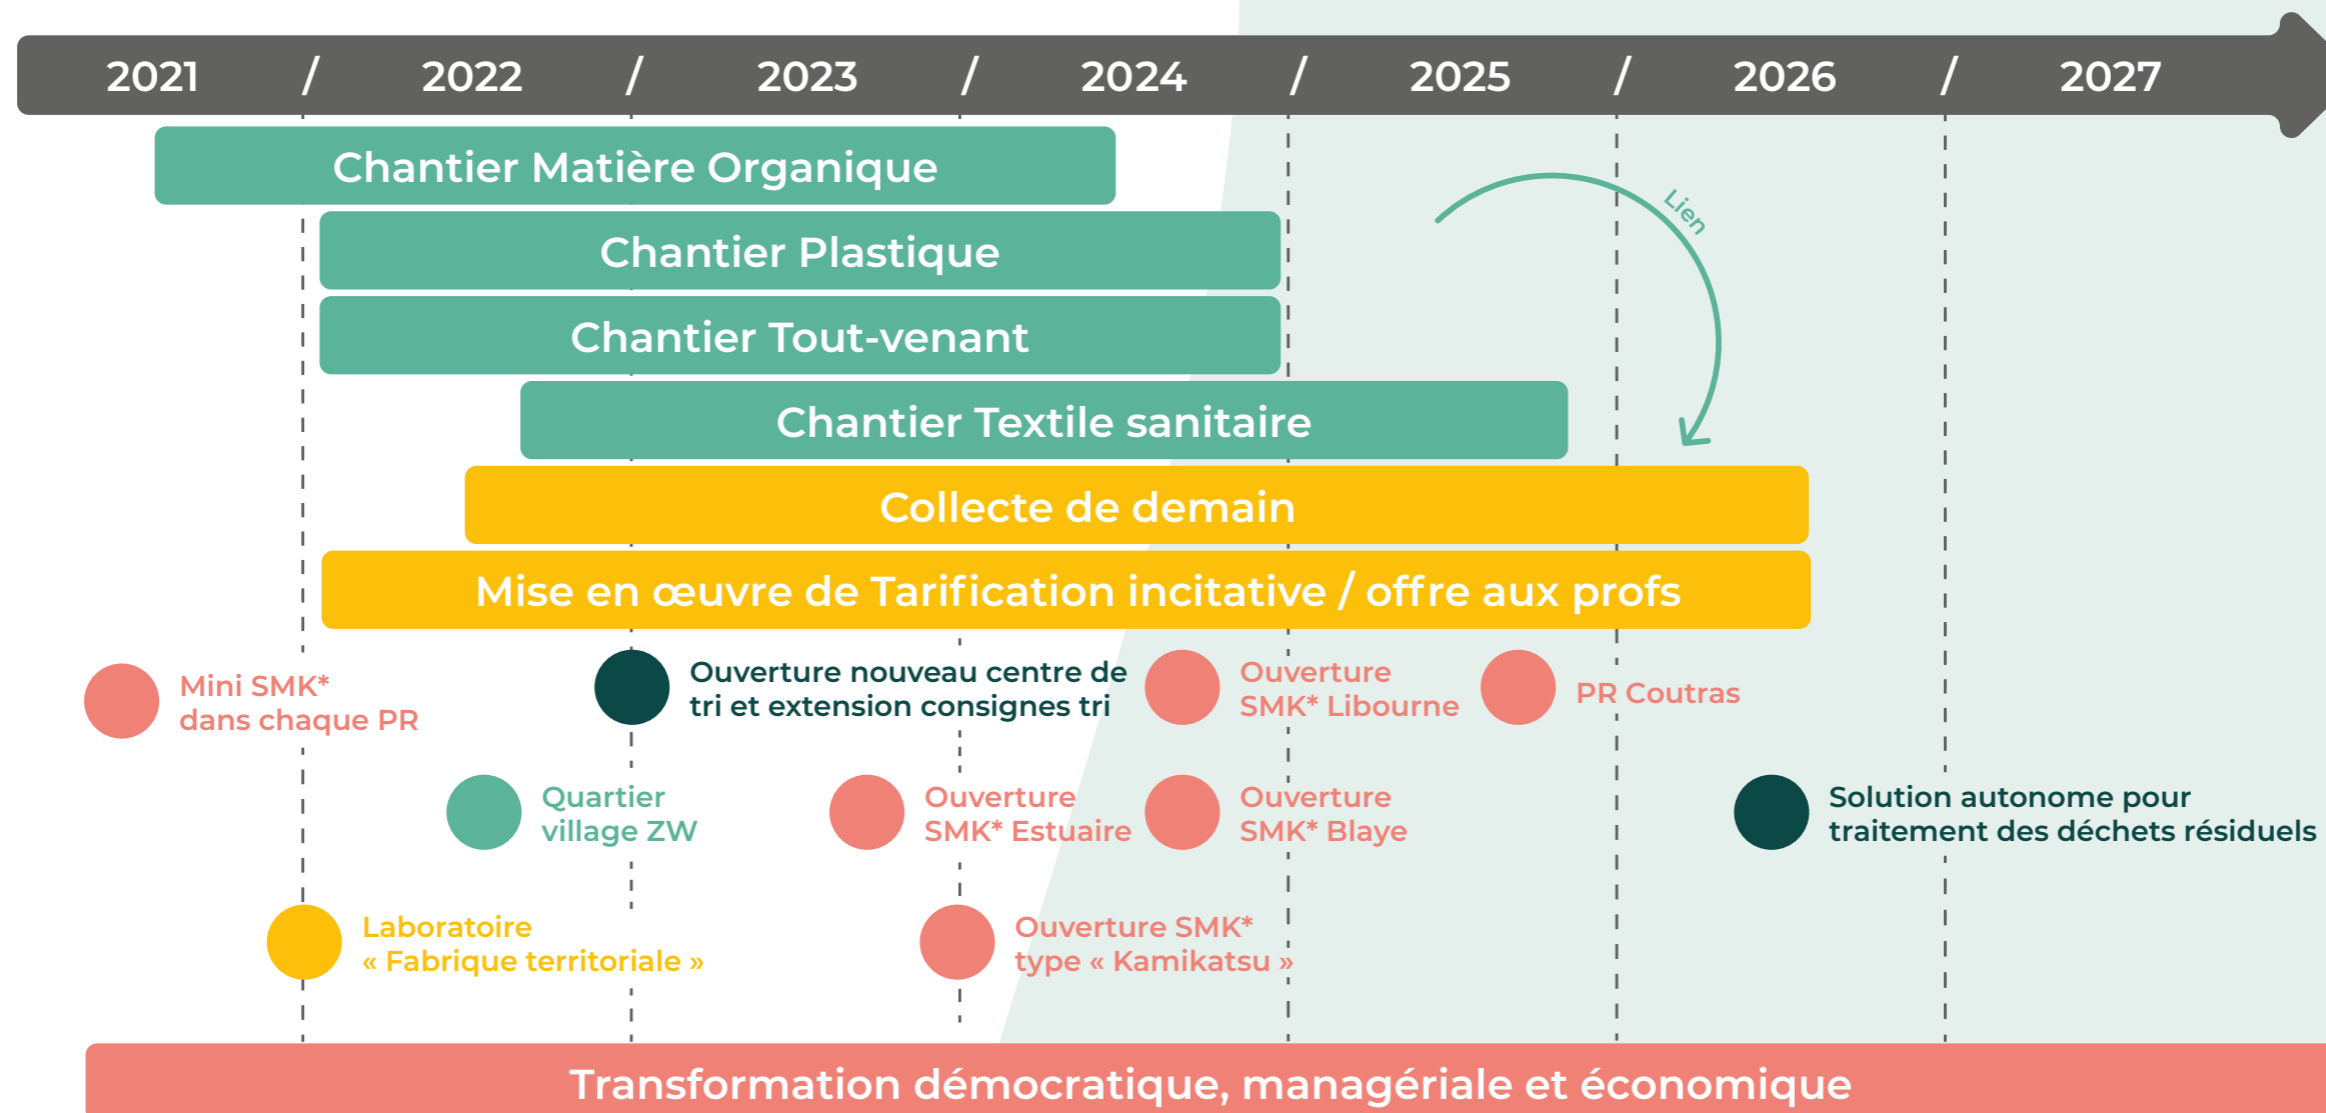 2021 / 2022 / 2023 / 2024 / 2025 / 2026 / 2027
Chantier Matière Organique
Lien
Chantier Plastique
Chantier Tout-venant
Chantier Textile sanitaire
Collecte de demain
Mise en œuvre de Tarification incitative / offre aux profs
Mini SMK*
dans chaque PR
Ouverture nouveau centre de
tri et extension consignes tri
Ouverture
SMK* Libourne
PR Coutras
Quartier
village ZW
Ouverture
SMK* Estuaire
Ouverture
SMK* Blaye
Solution autonome pour
traitement des déchets résiduels
Laboratoire
« Fabrique territoriale »
Ouverture SMK*
type « Kamikatsu »
Transformation démocratique, managériale et économique